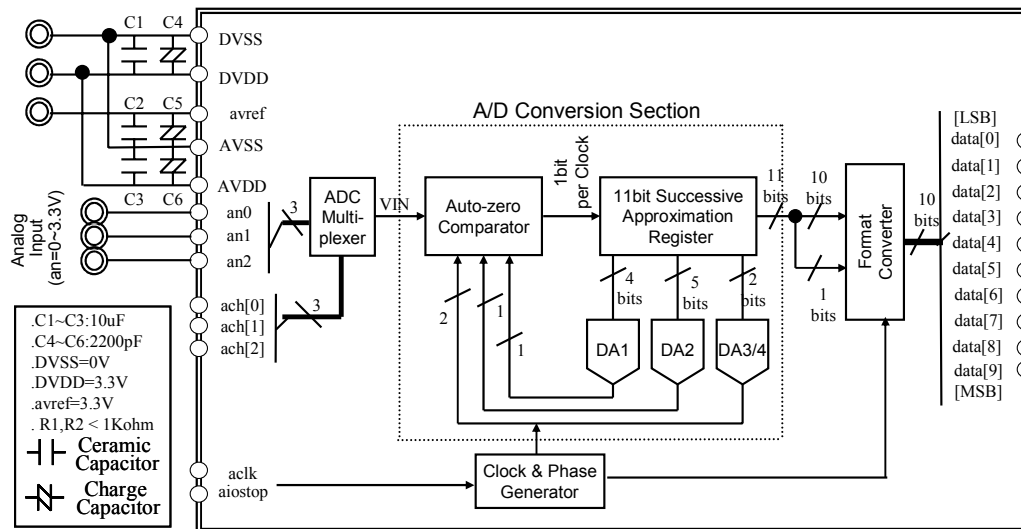 C1 C4
DVSS
DVDD
C2 C5
avref
AVSS
AVDD
C3 C6
Analog
Input
(an=0~3.3V)
an0
an1
an2
3
ADC
Multi-
plexer
VIN
ach[0]
ach[1]
ach[2]
3
A/D Conversion Section
Auto-zero
Comparator
1bit
per Clock
11bit Successive
Approximation
Register
11
bits
10
bits
1
bits
4
bits
5
bits
2
bits
2
1
1
DA1
DA2
DA3/4
Format
Converter
10
bits
[LSB]
data[0]
data[1]
data[2]
data[3]
data[4]
data[5]
data[6]
data[7]
data[8]
data[9]
[MSB]
.C1~C3:10uF
.C4~C6:2200pF
.DVSS=0V
.DVDD=3.3V
.avref=3.3V
. R1,R2 < 1Kohm
Ceramic
Capacitor
Charge
Capacitor
aclk
aiostop
Clock & Phase
Generator